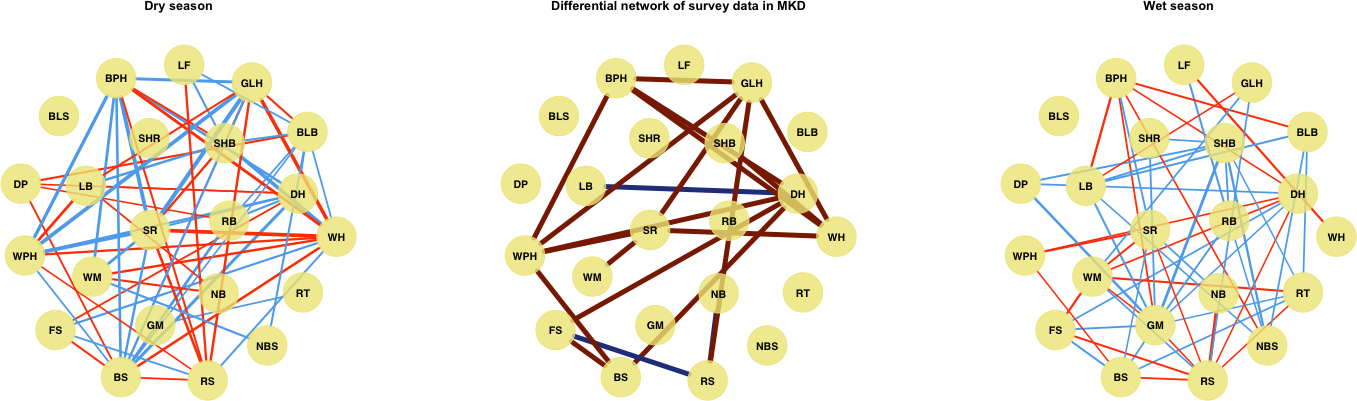 Dry season
LF
BPH
GLH
BLS
SHR
BLB
SHB
DP
LB
DH
RB
SR
WH
WPH
WM
NB
RT
GM
FS
NBS
BS
RS
Differential network of survey data in MKD
LF
BPH
GLH
BLS
SHR
BLB
SHB
DP
LB
DH
RB
SR
WH
WPH
WM
NB
RT
GM
FS
NBS
BS
RS
Wet season
LF
BPH
GLH
BLS
SHR
BLB
SHB
DP
LB
DH
RB
SR
WH
WPH
WM
NB
RT
GM
FS
NBS
BS
RS